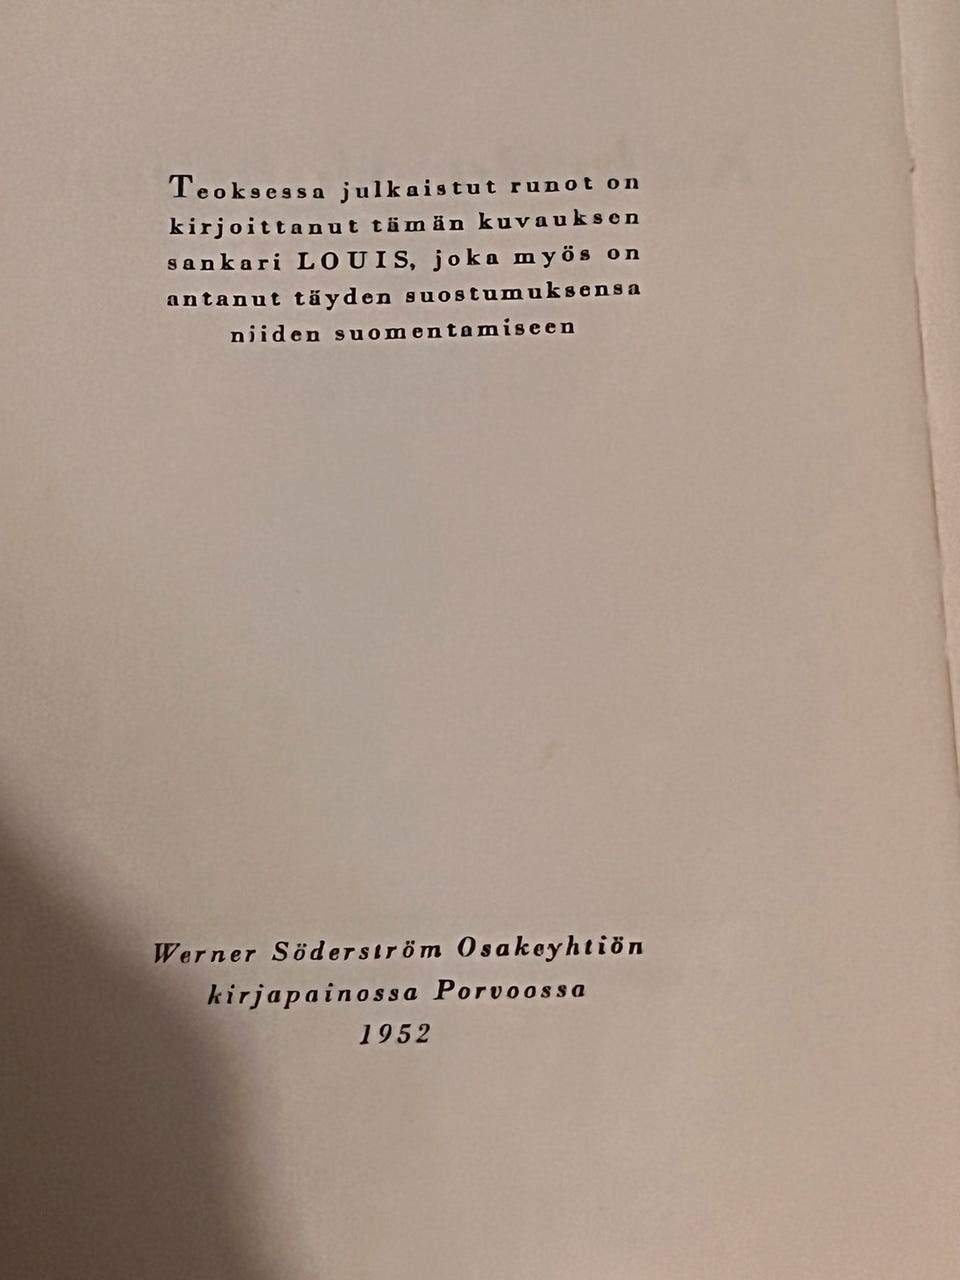 Teoksessa julkaistut runot on
kirjoittanut tämän kuvauksen
sankari LOUIS, joka myös on
antanut täyden suostumuksensa
niiden suomentamiseen
Werner Söderström Osakeyhtiön
kirjapainossa Porvoossa
1952